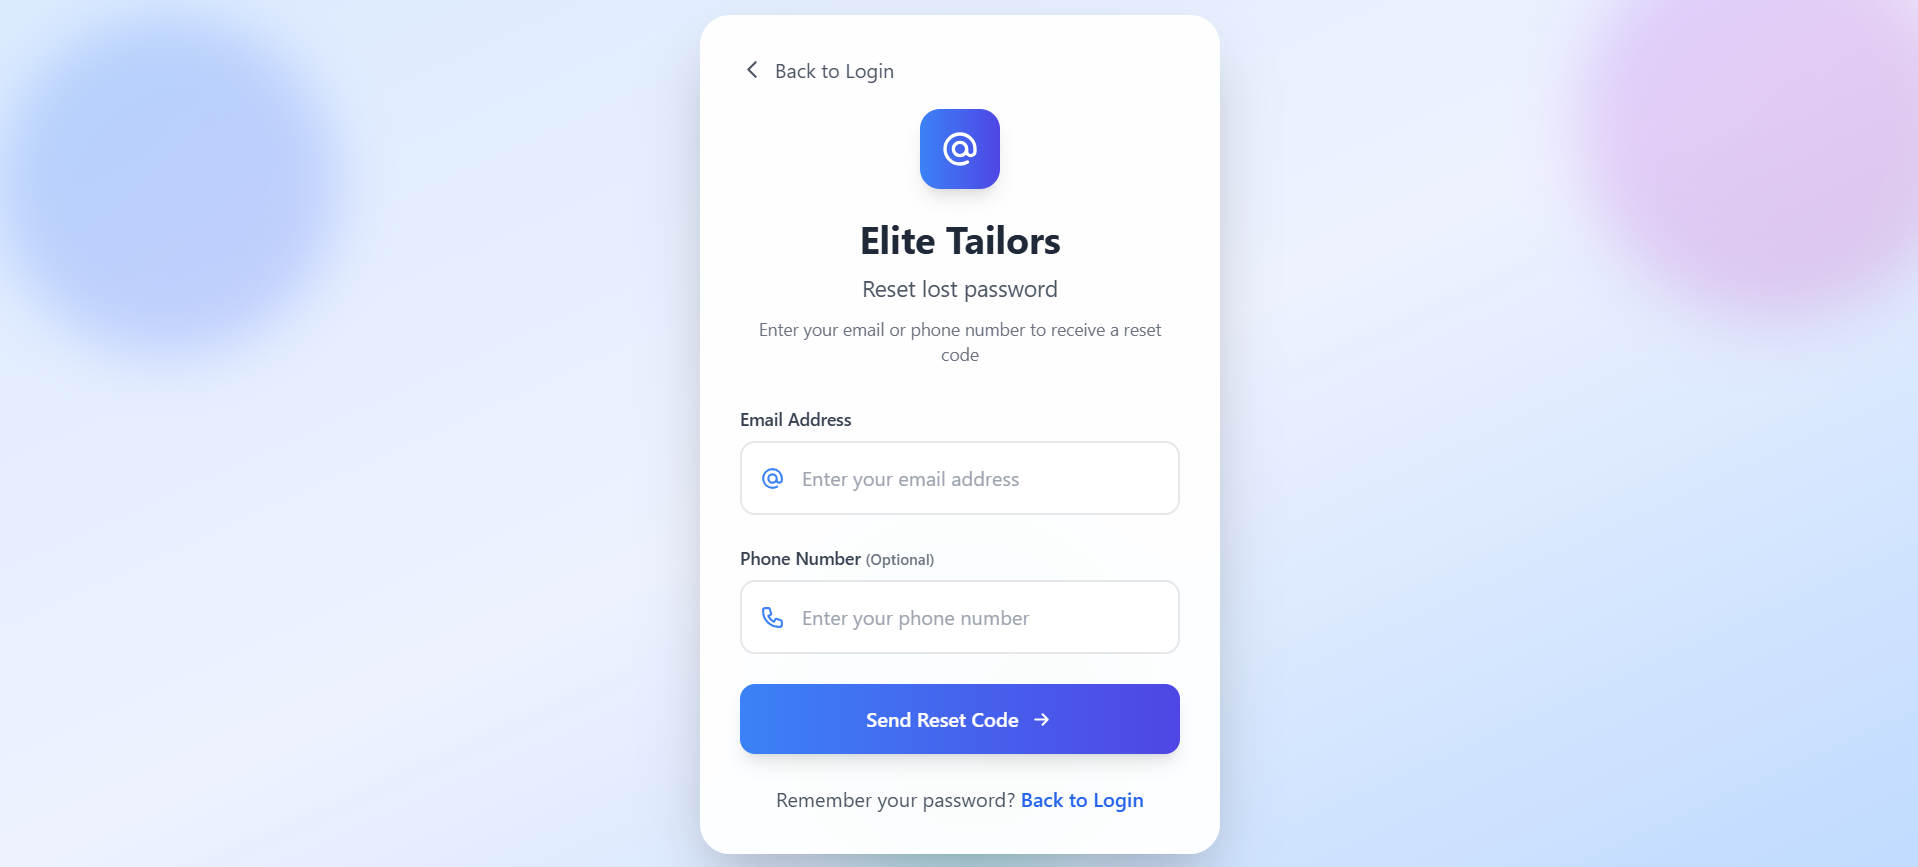 Back to Login
Elite Tailors
Reset lost password
Enter your email or phone number to receive a reset
code
Email Address
Enter your email address
Phone Number (Optional)
Enter your phone number
Send Reset Code →
Remember your password? Back to Login